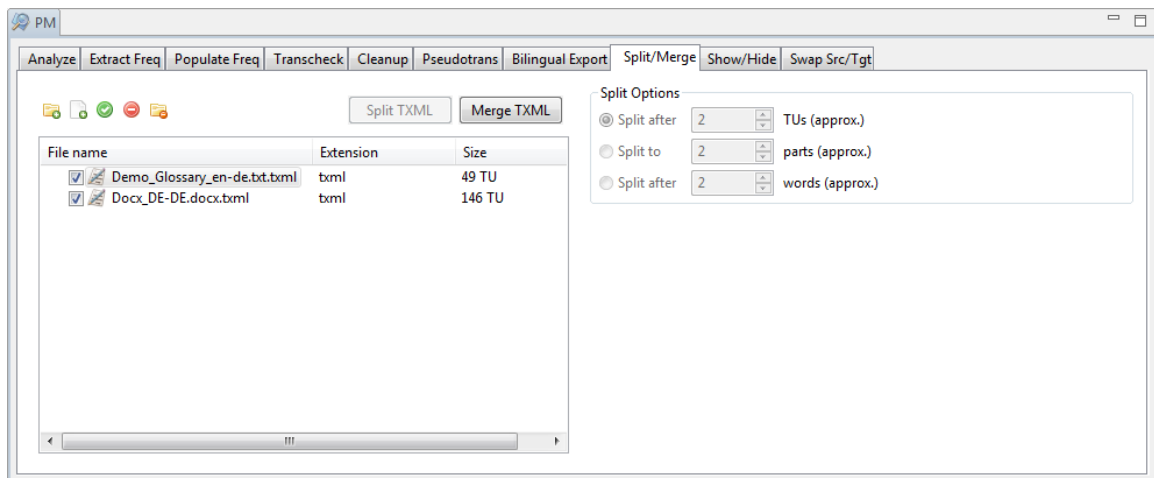 PM
Analyze Extract Freq Populate Freq Transcheck Cleanup Pseudotrans Bilingual Export Split/Merge Show/Hide Swap Src/Tgt
Split TXML Merge TXML
File name Extension Size
Demo_Glossary_en-de.txt.txml txml 49 TU
Docx_DE-DE.docx.txml txml 146 TU
Split Options
Split after 2 TUs (approx.)
Split to 2 parts (approx.)
Split after 2 words (approx.)